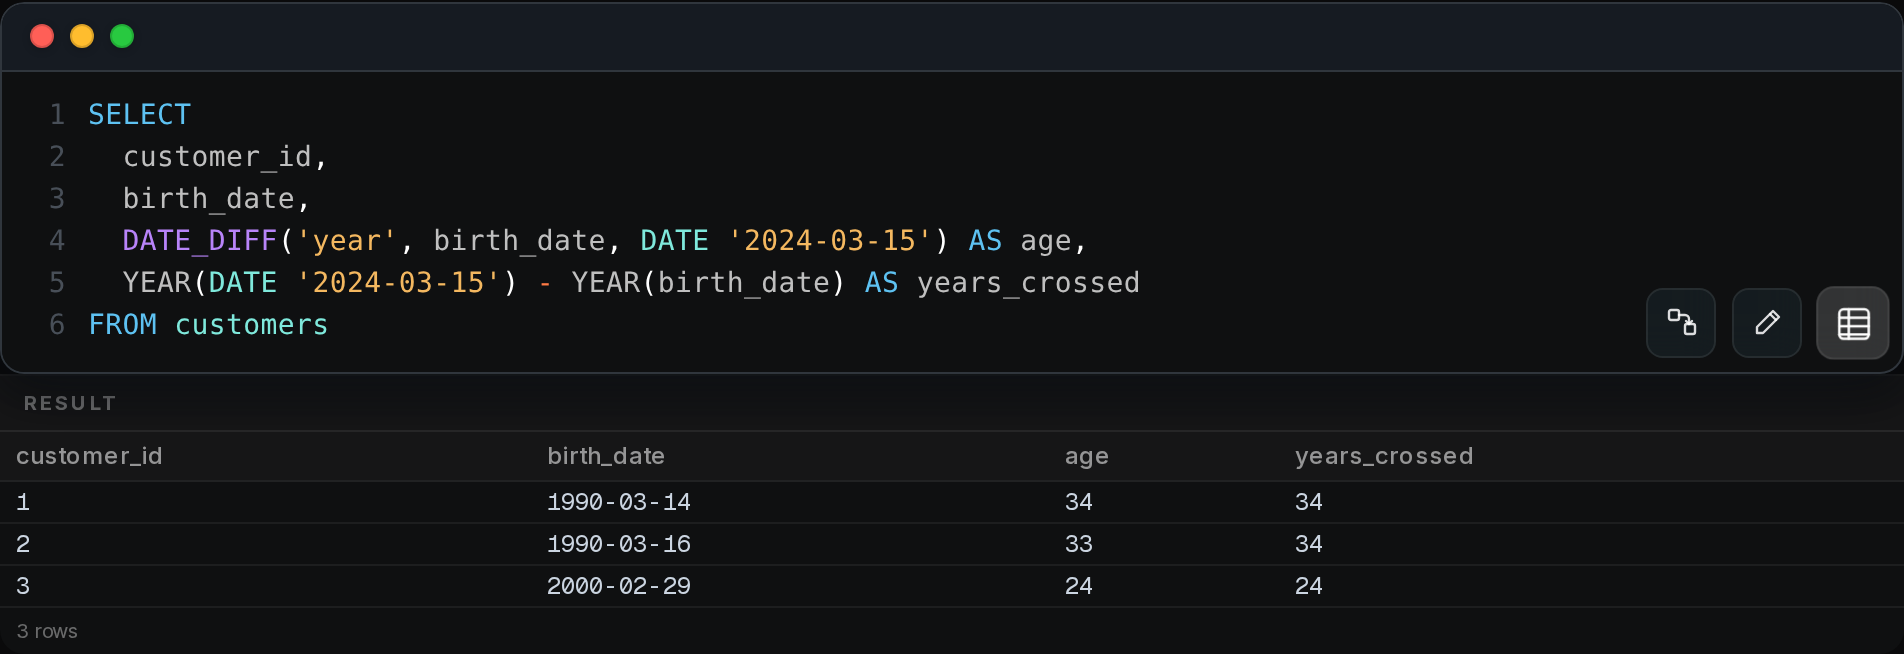 1 SELECT
2 customer_id,
3 birth_date,
4 DATE_DIFF('year', birth_date, DATE '2024-03-15') AS age,
5 YEAR(DATE '2024-03-15') - YEAR(birth_date) AS years_crossed
6 FROM customers
RESULT
customer_id birth_date age years_crossed
1 1990-03-14 34 34
2 1990-03-16 33 34
3 2000-02-29 24 24
3 rows